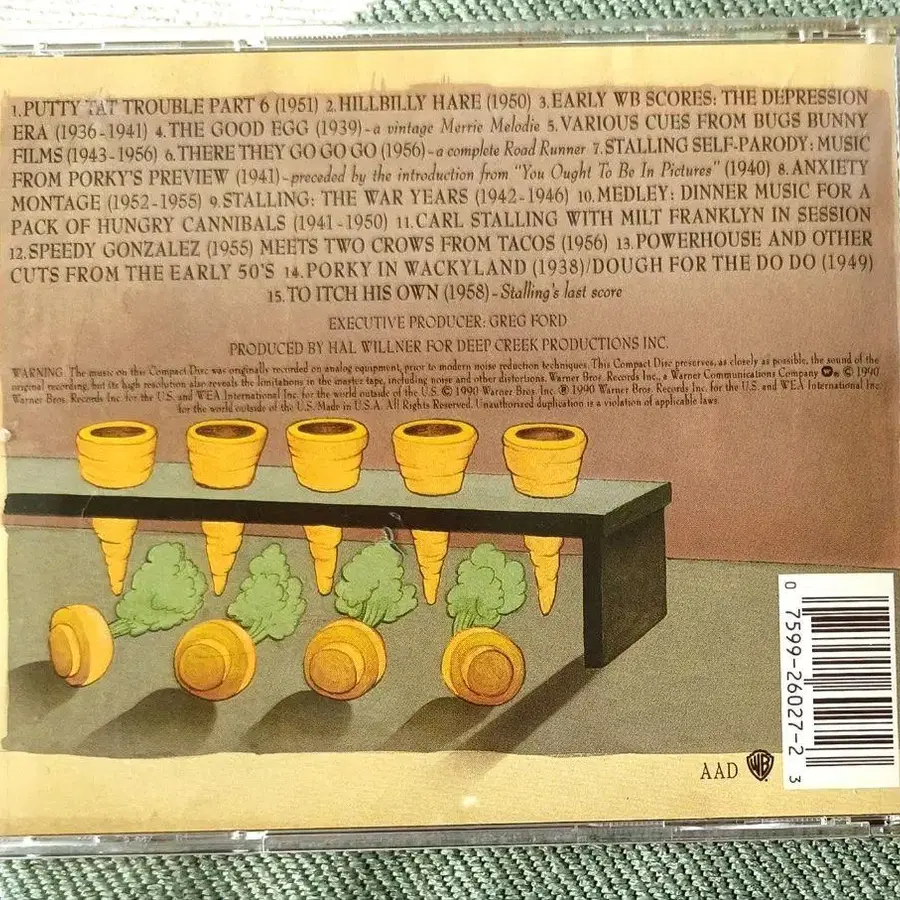 1.PUTTY TAT TROUBLE PART 6 (1951) 2.HILLBILLY HARE (1950) 3.EARLY WB SCORES: THE DEPRESSION
ERA (1936-1941) 4.THE GOOD EGG (1939)-a vintage Merrie Melodie 5.VARIOUS CUES FROM BUGS BUNNY
FILMS (1943-1956) 6.THERE THEY GO GO GO (1956)-a complete Road Runner 7.STALLING SELF-PARODY: MUSIC
FROM PORKY'S PREVIEW (1941)-preceded by the introduction from "You Ought To Be In Pictures" (1940) 8.ANXIETY
MONTAGE (1952-1955) 9.STALLING: THE WAR YEARS (1942-1946) 10.MEDLEY: DINNER MUSIC FOR A
PACK OF HUNGRY CANNIBALS (1941-1950) 11.CARL STALLING WITH MILT FRANKLYN IN SESSION
12.SPEEDY GONZALEZ (1955) MEETS TWO CROWS FROM TACOS (1956) 13.POWERHOUSE AND OTHER
CUTS FROM THE EARLY 50'S 14.PORKY IN WACKYLAND (1938)/DOUGH FOR THE DO DO (1949)
15.TO ITCH HIS OWN (1958)-Stalling's last score
EXECUTIVE PRODUCER: GREG FORD
PRODUCED BY HAL WILLNER FOR DEEP CREEK PRODUCTIONS INC.
WARNING: The music on this Compact Disc was originally recorded on analog equipment, prior to modern noise reduction techniques. This Compact Disc preserves, as closely as possible, the sound of the
original recording, but its high resolution also reveals the limitations in the master tape, including noise and other distortions. Warner Bros. Records Inc., a Warner Communications Company ® © 1990
Warner Bros. Records Inc. for the U.S. and WEA International Inc. for the world outside of the U.S. © 1990 Warner Bros. Inc. ℗ 1990 Warner Bros. Records Inc. for the U.S. and WEA International Inc.
for the world outside of the U.S. Made in U.S.A. All Rights Reserved. Unauthorized duplication is a violation of applicable laws.
0 7599-26027-2 3
AAD WB